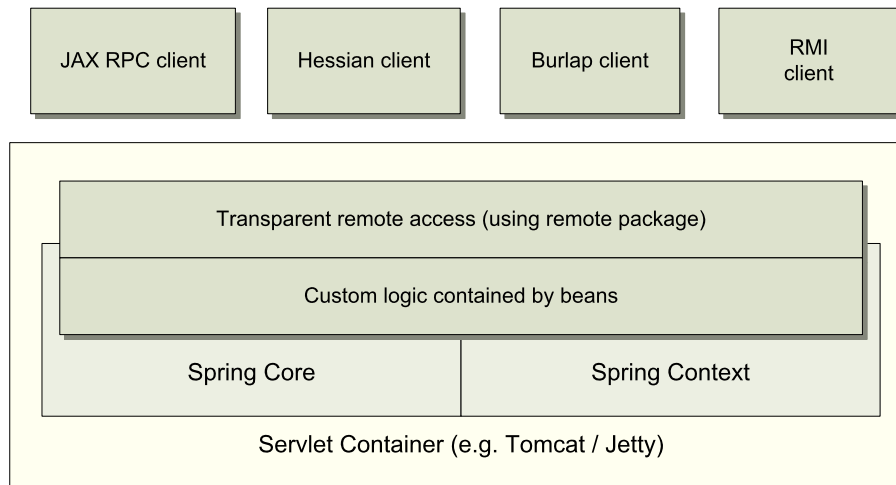 JAX RPC client
Hessian client
Burlap client
RMI
client
Transparent remote access (using remote package)
Custom logic contained by beans
Spring Core
Spring Context
Servlet Container (e.g. Tomcat / Jetty)